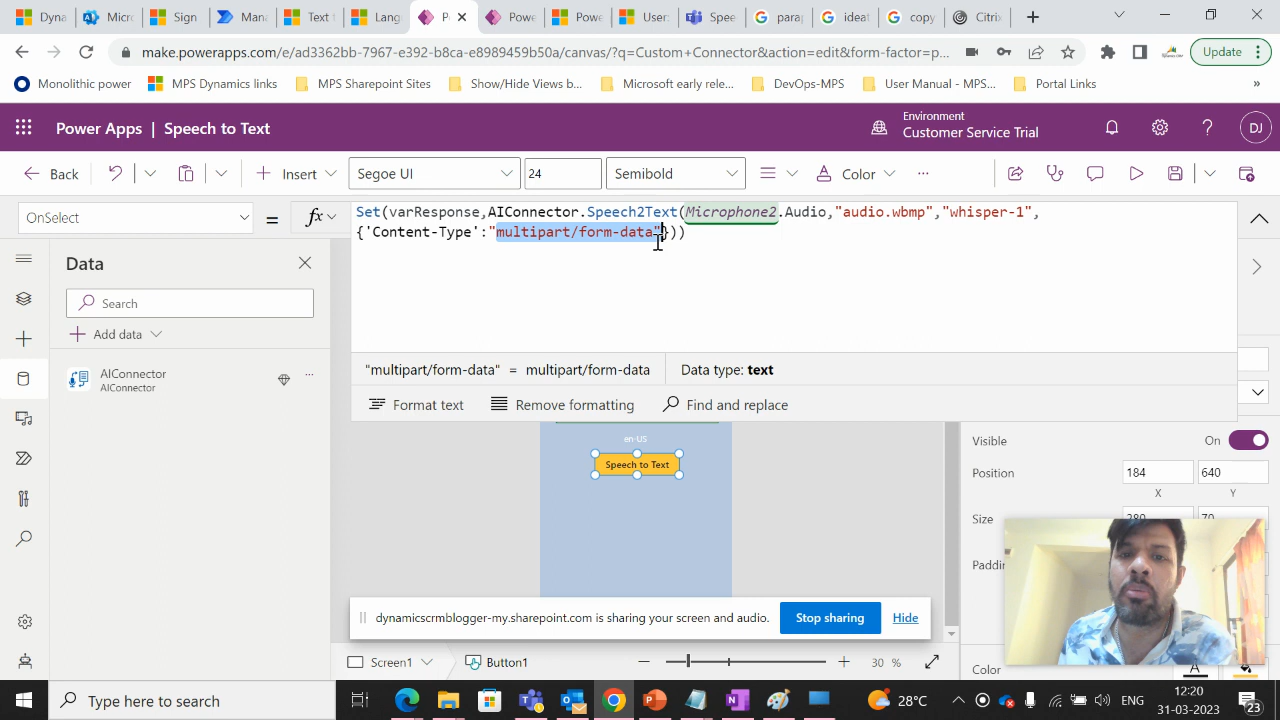 Dyna
Micro
Sign
Mana
Text t
Lang
P
Powe
Powe
User
Spee
parap
ideat
copy
Citrix
make.powerapps.com/e/ad3362bb-7967-e392-b8ca-e8989459b50a/canvas/?q=Custom+Connector&action=edit&form-factor=p...
Update
Monolithic power
MPS Dynamics links
MPS Sharepoint Sites
Show/Hide Views b...
Microsoft early rele...
DevOps-MPS
User Manual - MPS...
Portal Links
»
Power Apps | Speech to Text
Environment
Customer Service Trial
DJ
Back
Insert
Segoe UI
24
Semibold
Color
...
OnSelect
=
fx
Set(varResponse,AIConnector.Speech2Text(Microphone2.Audio,"audio.wbmp","whisper-1",
{'Content-Type':"multipart/form-data"}))
Data
Search
Add data
AIConnector
AIConnector
...
"multipart/form-data" = multipart/form-data
Data type: text
Format text
Remove formatting
Find and replace
en-US
Speech to Text
Visible
On
Position
184
640
X
Y
Size
280
70
Paddin
Color
A
dynamicscrmblogger-my.sharepoint.com is sharing your screen and audio.
Stop sharing
Hide
Screen1
Button1
30 %
Type here to search
28°C
ENG
12:20
31-03-2023
23